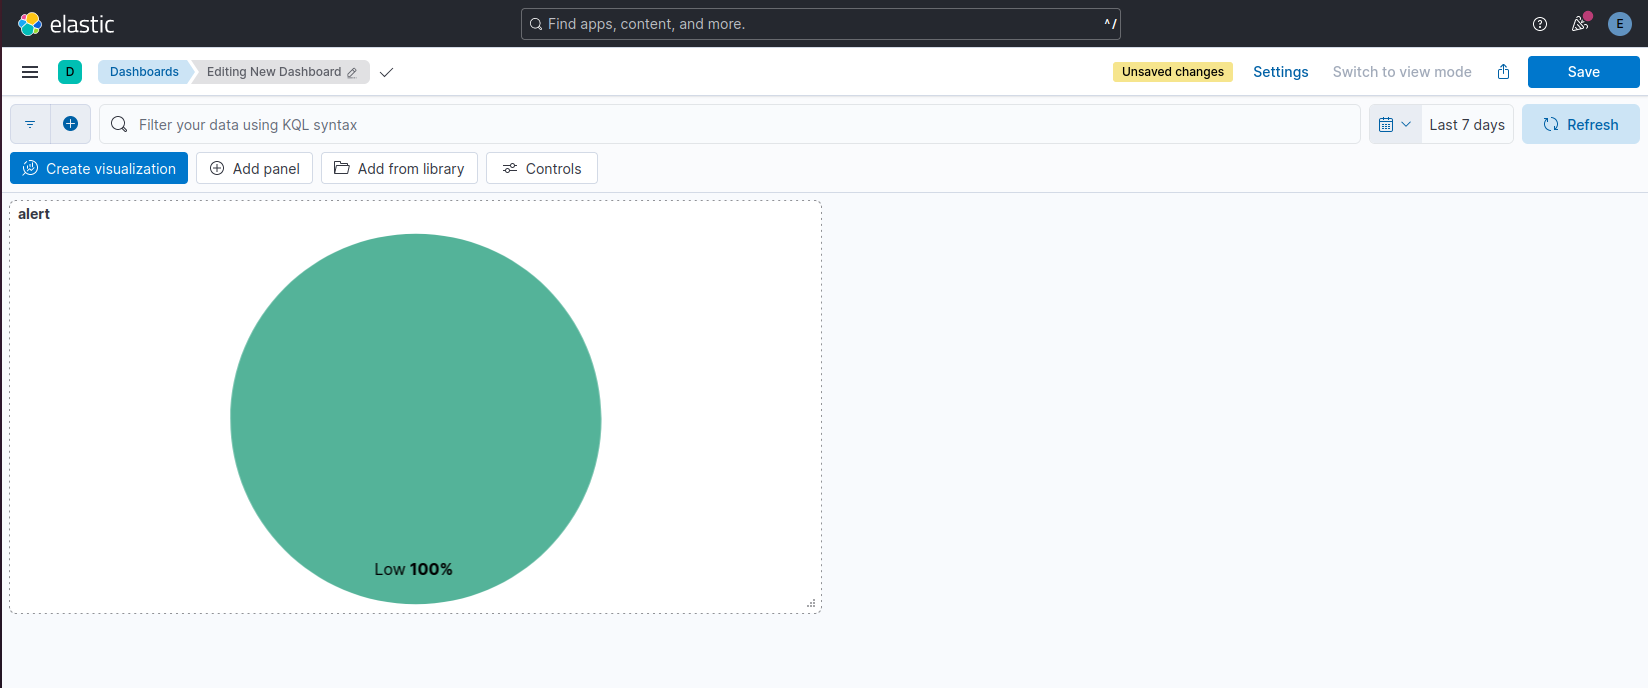 elastic
Find apps, content, and more.
^ /
E
D
Dashboards
Editing New Dashboard
Unsaved changes
Settings
Switch to view mode
Save
Filter your data using KQL syntax
Last 7 days
Refresh
Create visualization
Add panel
Add from library
Controls
alert
Low 100%